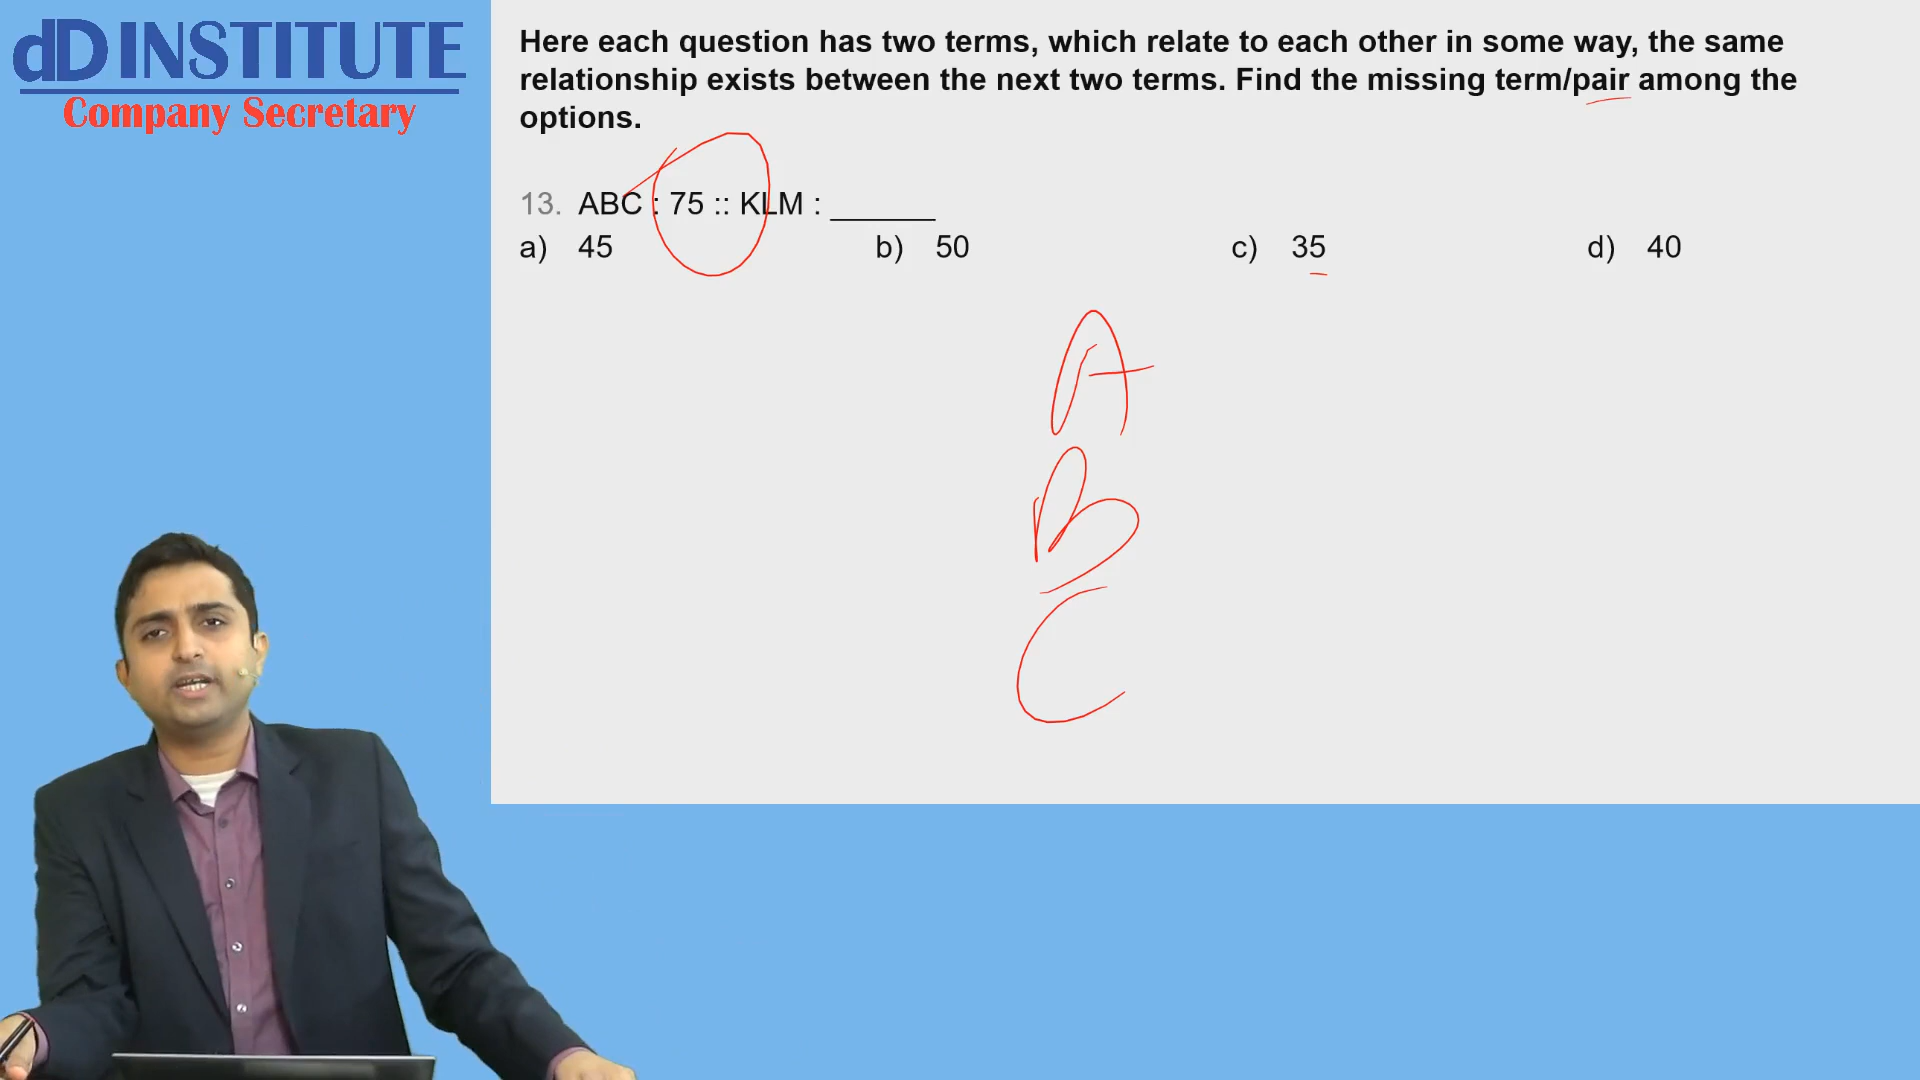 dD INSTITUTE
Company Secretary
Here each question has two terms, which relate to each other in some way, the same
relationship exists between the next two terms. Find the missing term/pair among the
options.
13. ABC : 75 :: KLM : ______
a) 45 b) 50 c) 35 d) 40
A
B
C